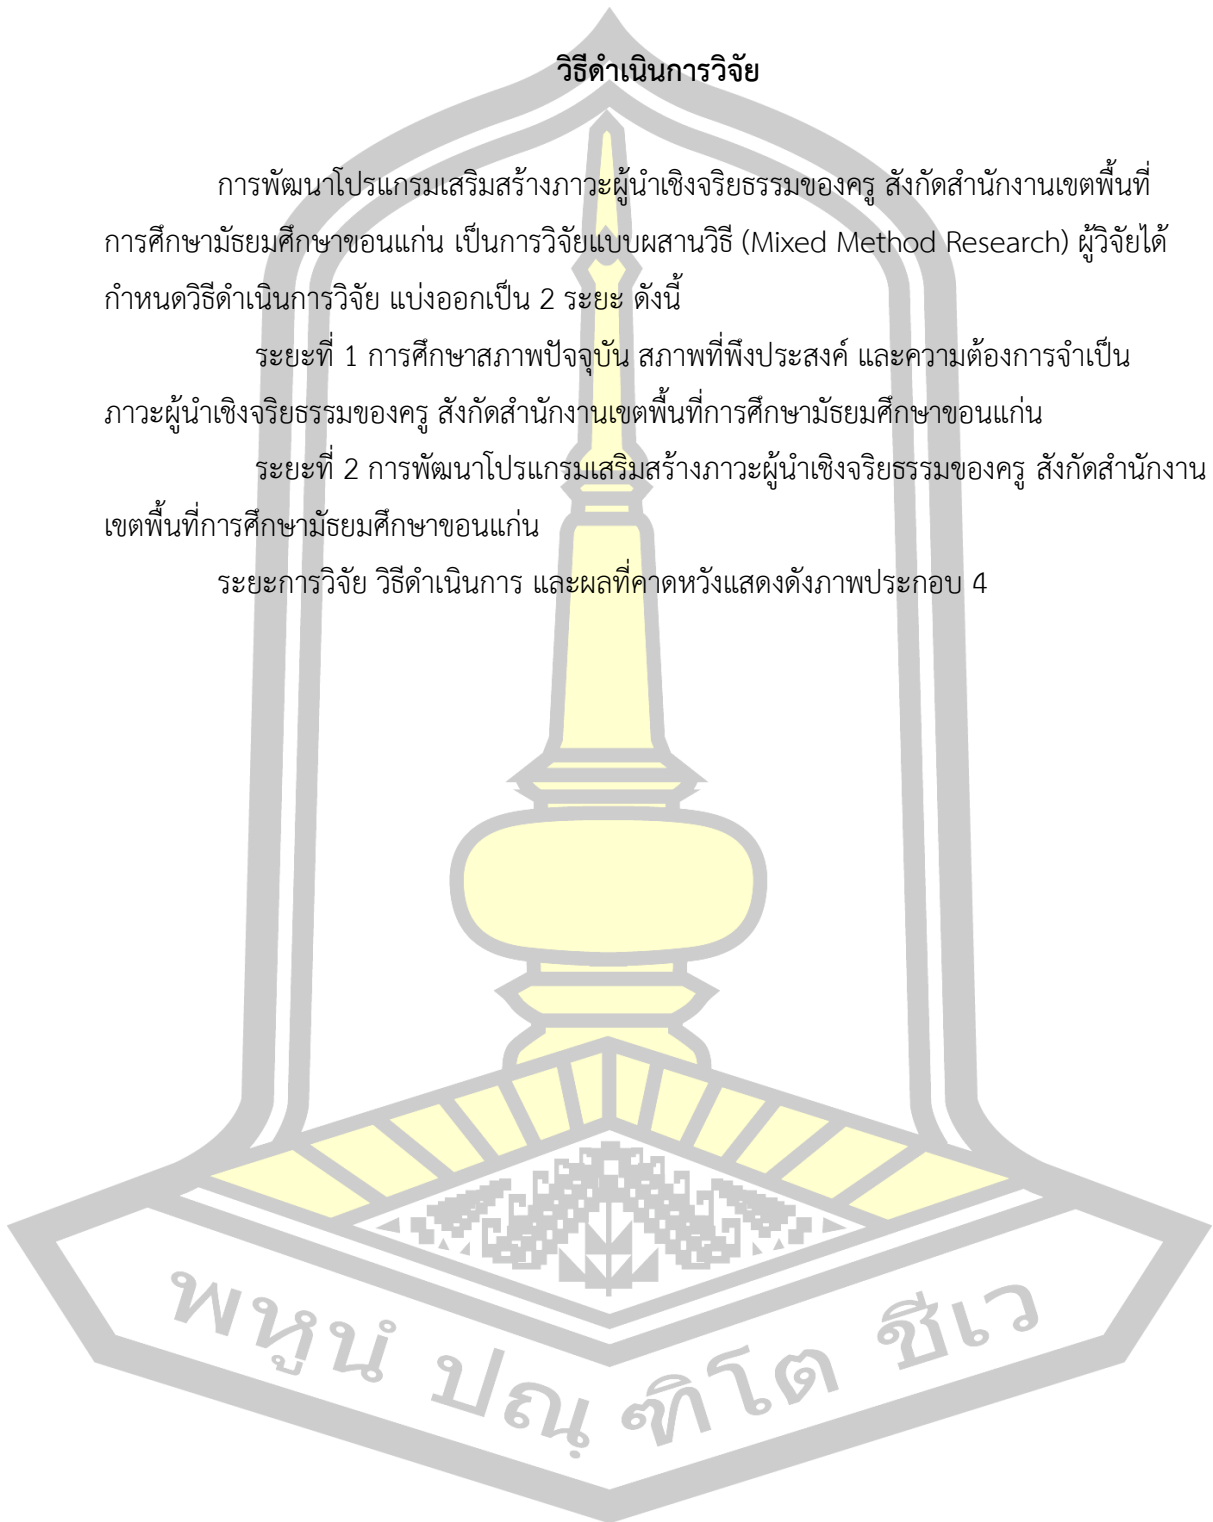 วิธีดำเนินการวิจัย
การพัฒนาโปรแกรมเสริมสร้างภาวะผู้นำเชิงจริยธรรมของครู สังกัดสำนักงานเขตพื้นที่
การศึกษามัธยมศึกษาขอนแก่น เป็นการวิจัยแบบผสานวิธี (Mixed Method Research) ผู้วิจัยได้
กำหนดวิธีดำเนินการวิจัย แบ่งออกเป็น 2 ระยะ ดังนี้
ระยะที่ 1 การศึกษาสภาพปัจจุบัน สภาพที่พึงประสงค์ และความต้องการจำเป็น
ภาวะผู้นำเชิงจริยธรรมของครู สังกัดสำนักงานเขตพื้นที่การศึกษามัธยมศึกษาขอนแก่น
ระยะที่ 2 การพัฒนาโปรแกรมเสริมสร้างภาวะผู้นำเชิงจริยธรรมของครู สังกัดสำนักงาน
เขตพื้นที่การศึกษามัธยมศึกษาขอนแก่น
ระยะการวิจัย วิธีดำเนินการ และผลที่คาดหวังแสดงดังภาพประกอบ 4
พหูนํ ปณฺฑิโต ชีเว